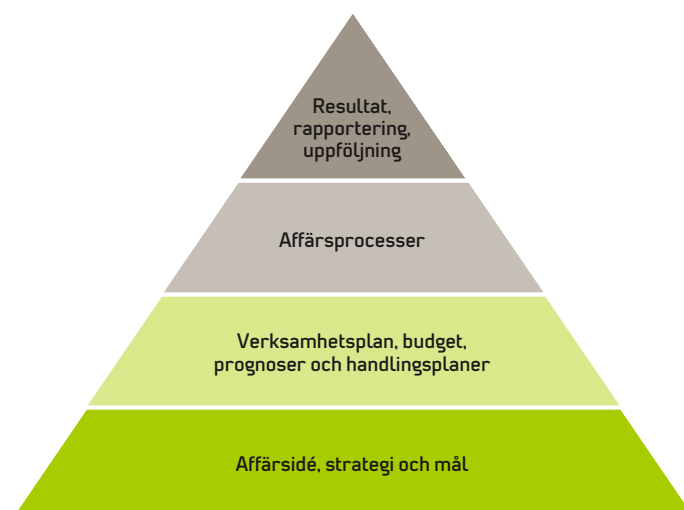 Resultat,
rapportering,
uppföljning
Affärsprocesser
Verksamhetsplan, budget,
prognoser och handlingsplaner
Affärsidé, strategi och mål